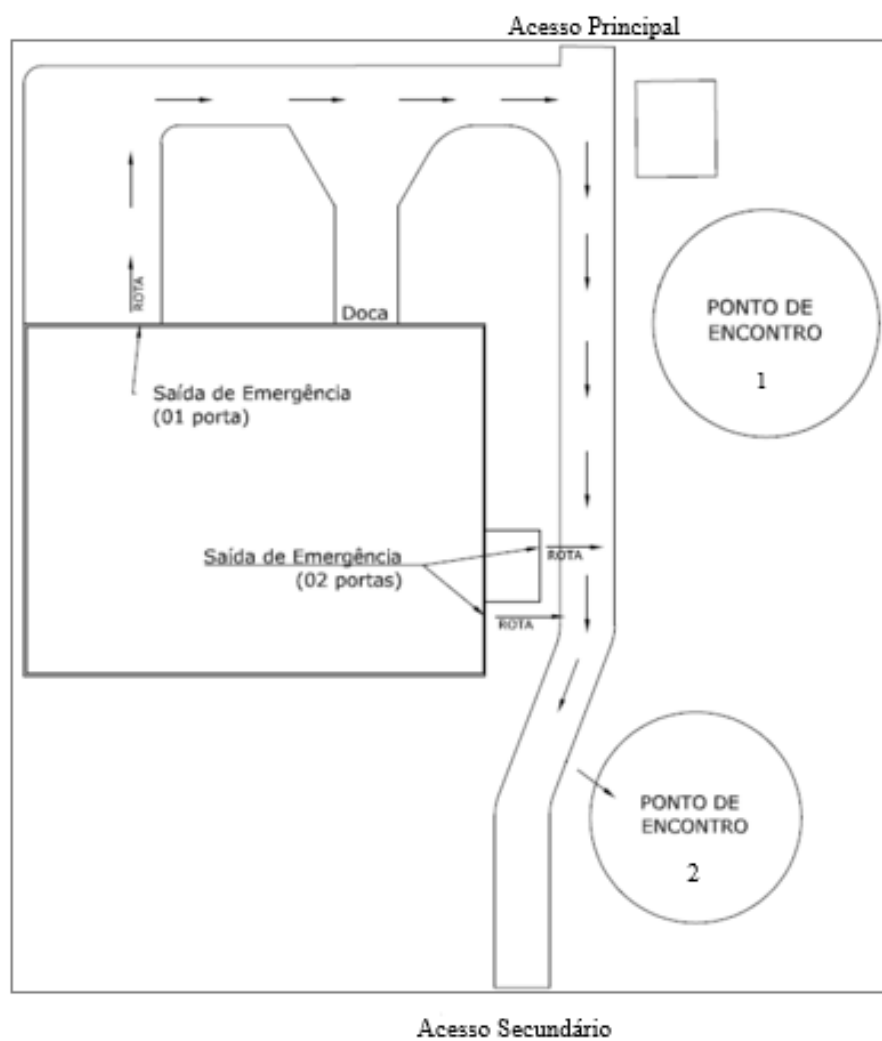 Acesso Principal
ROTA
Doca
PONTO DE
ENCONTRO
1
Saída de Emergência
(01 porta)
Saída de Emergência
(02 portas)
ROTA
ROTA
PONTO DE
ENCONTRO
2
Acesso Secundário